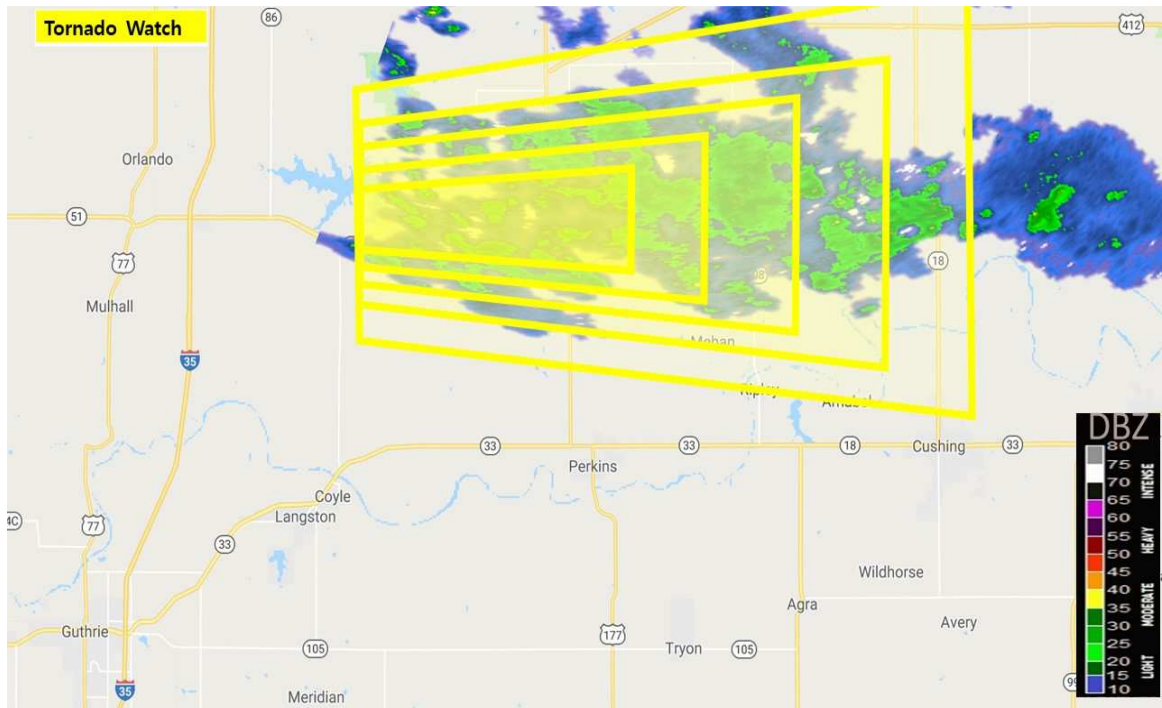 Tornado Watch
86
412
Orlando
51
77
18
Mulhall
35
Mehan
Ripley
33
33
18
Cushing
33
Perkins
Coyle
Langston
4C
77
33
Wildhorse
Agra
Avery
Guthrie
105
177
Tryon
105
99
35
Meridian
DBZ
80
75
70
65
60
55
50
45
40
35
30
25
20
15
10
INTENSE
HEAVY
MODERATE
LIGHT